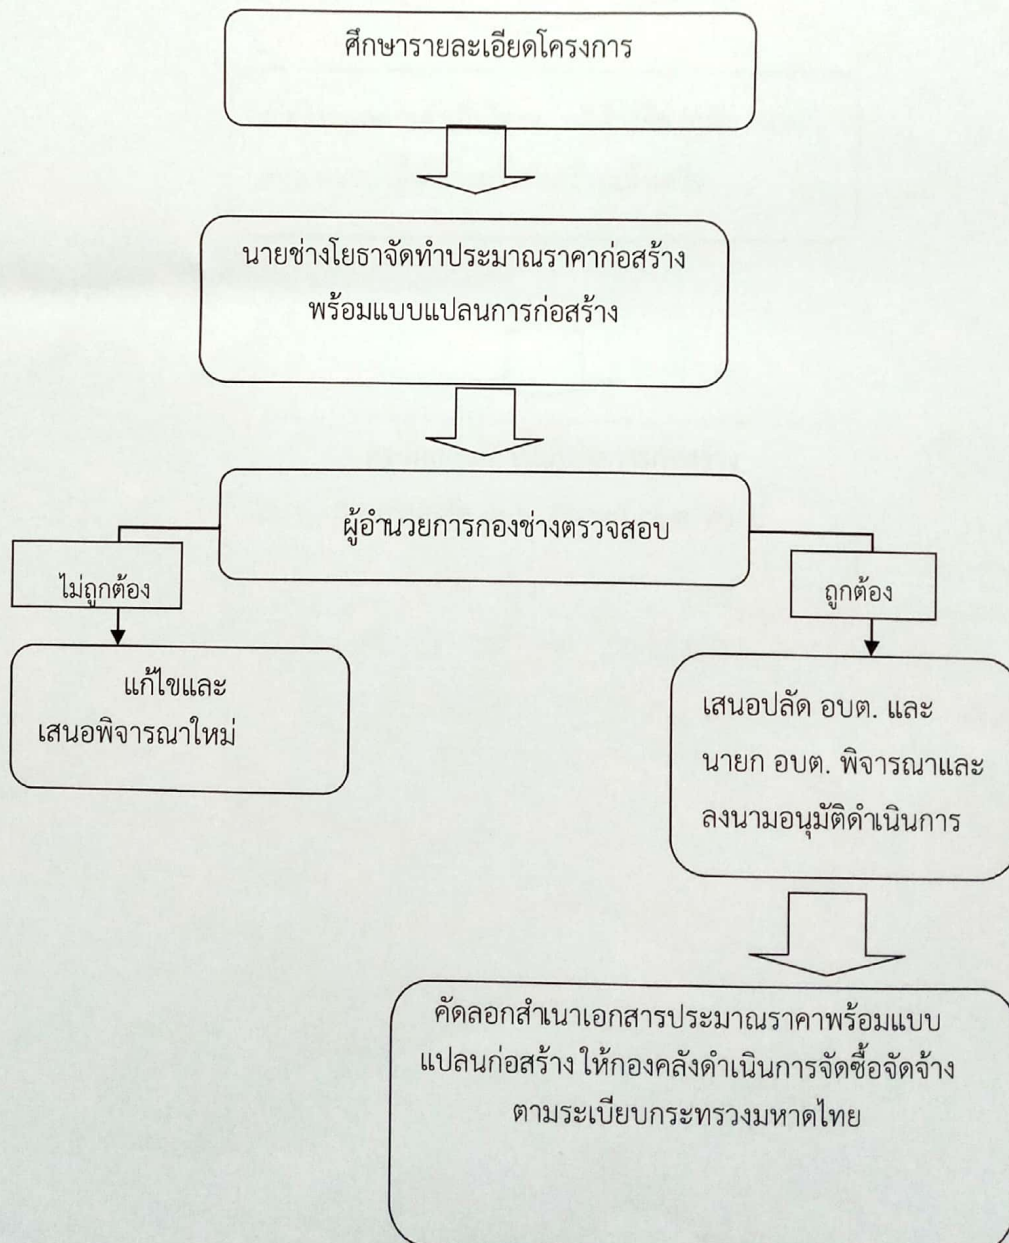 ศึกษารายละเอียดโครงการ
นายช่างโยธาจัดทำประมาณราคาก่อสร้าง
พร้อมแบบแปลนการก่อสร้าง
ผู้อำนวยการกองช่างตรวจสอบ
ไม่ถูกต้อง
ถูกต้อง
แก้ไขและ
เสนอพิจารณาใหม่
เสนอปลัด อบต. และ
นายก อบต. พิจารณาและ
ลงนามอนุมัติดำเนินการ
คัดลอกสำเนาเอกสารประมาณราคาพร้อมแบบ
แปลนก่อสร้าง ให้กองคลังดำเนินการจัดซื้อจัดจ้าง
ตามระเบียบกระทรวงมหาดไทย